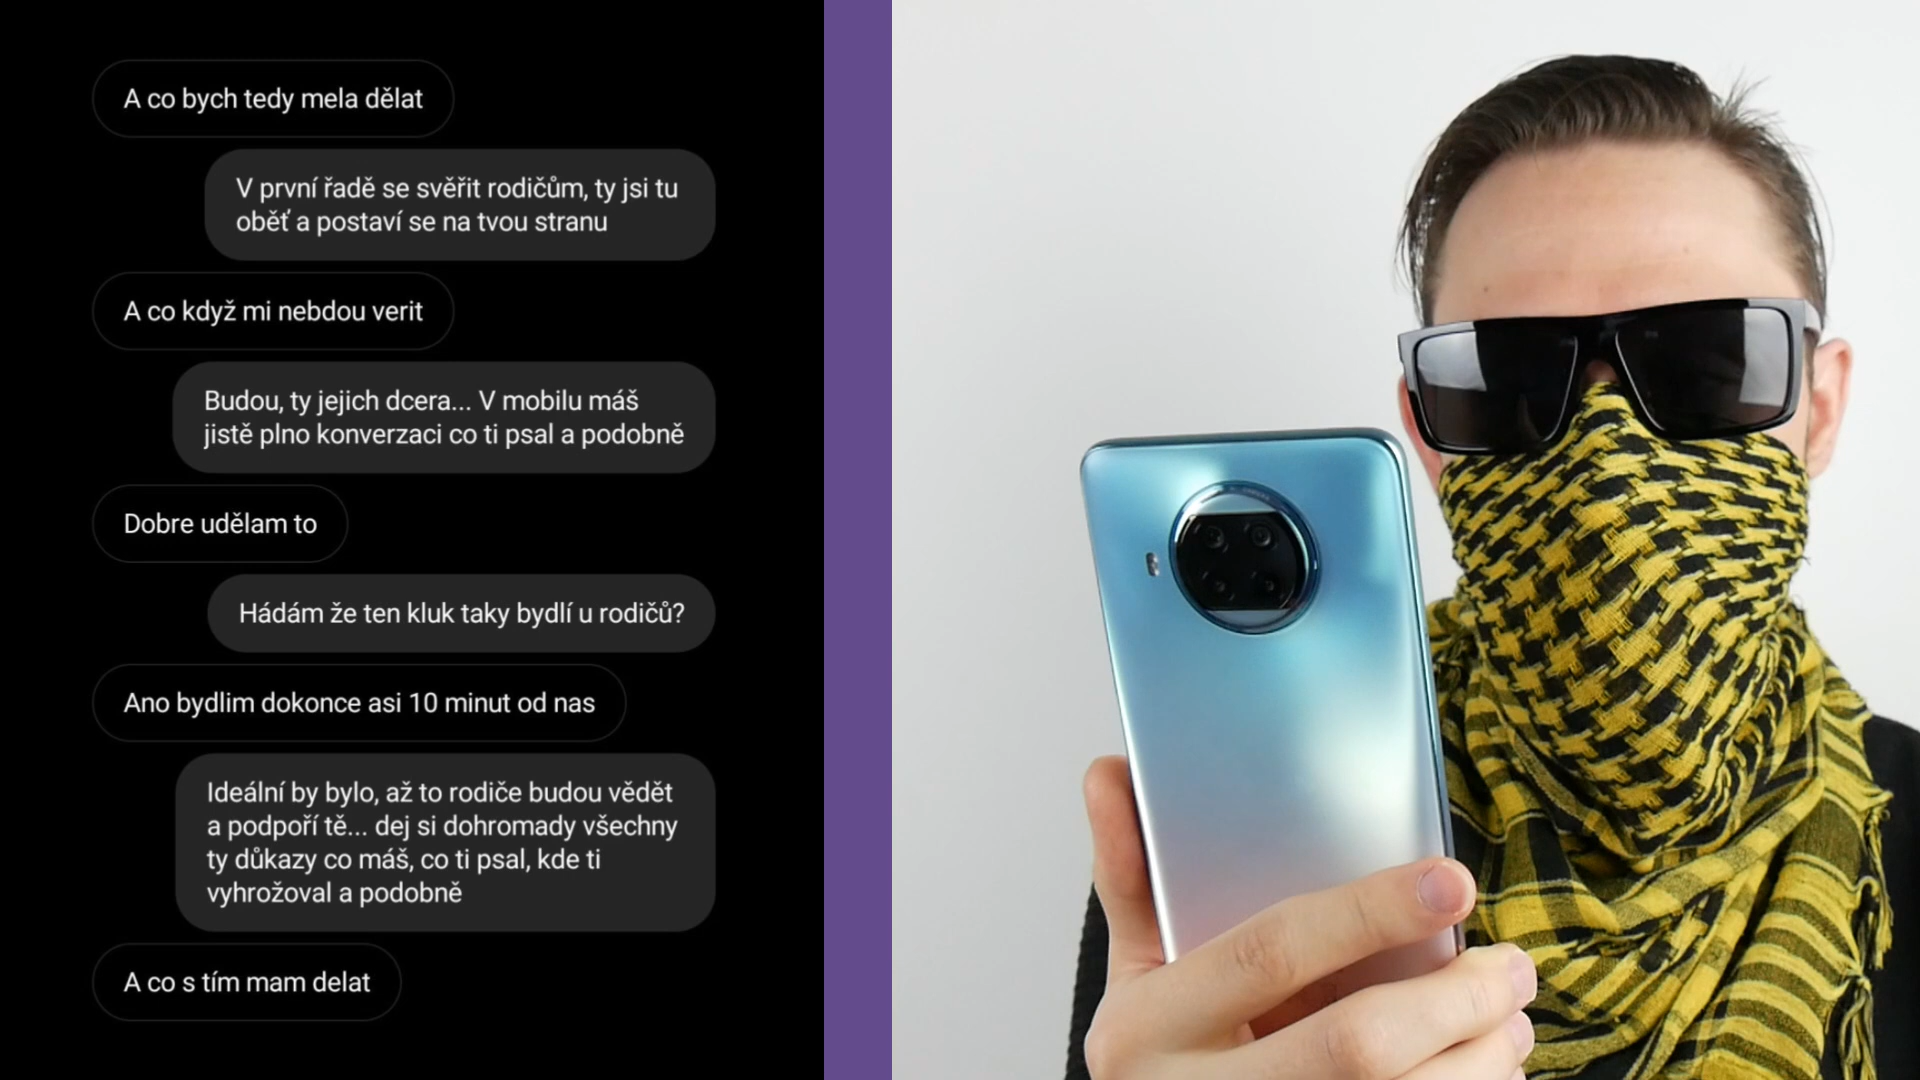 A co bych tedy mela dělat
V první řadě se svěřit rodičům, ty jsi tu
oběť a postaví se na tvou stranu
A co když mi nebdou verit
Budou, ty jejich dcera... V mobilu máš
jistě plno konverzaci co ti psal a podobně
Dobre udělam to
Hádám že ten kluk taky bydlí u rodičů?
Ano bydlim dokonce asi 10 minut od nas
Ideální by bylo, až to rodiče budou vědět
a podpoří tě... dej si dohromady všechny
ty důkazy co máš, co ti psal, kde ti
vyhrožoval a podobně
A co s tím mam delat